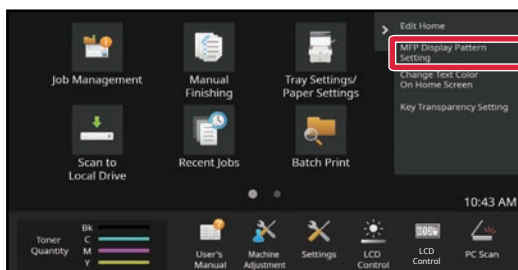 Edit Home
MFP Display Pattern
Setting
Change Text Color
On Home Screen
Key Transparency Setting
Job Management
Manual
Finishing
Tray Settings/
Paper Settings
Scan to
Local Drive
Recent Jobs
Batch Print
10:43 AM
Toner
Quantity
Bk
C
M
Y
User's
Manual
Machine
Adjustment
Settings
LCD
Control
LCD
Control
PC Scan